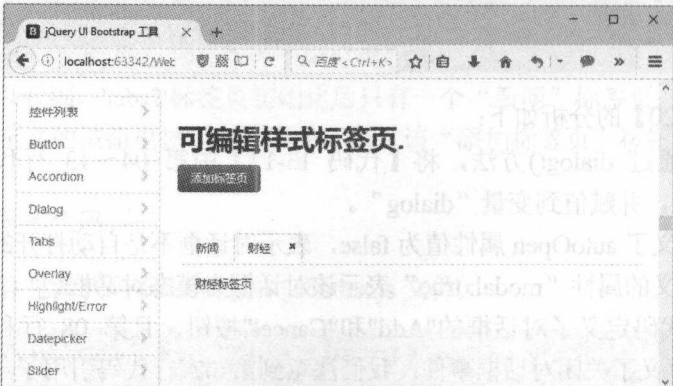 jQuery UI Bootstrap 工具
localhost:63342/Wek
百度 <Ctrl+K>
控件列表
Button
Accordion
Dialog
Tabs
Overlay
Highlight/Error
Datepicker
Slider
可编辑样式标签页.
添加标签页
新闻 财经
财经标签页